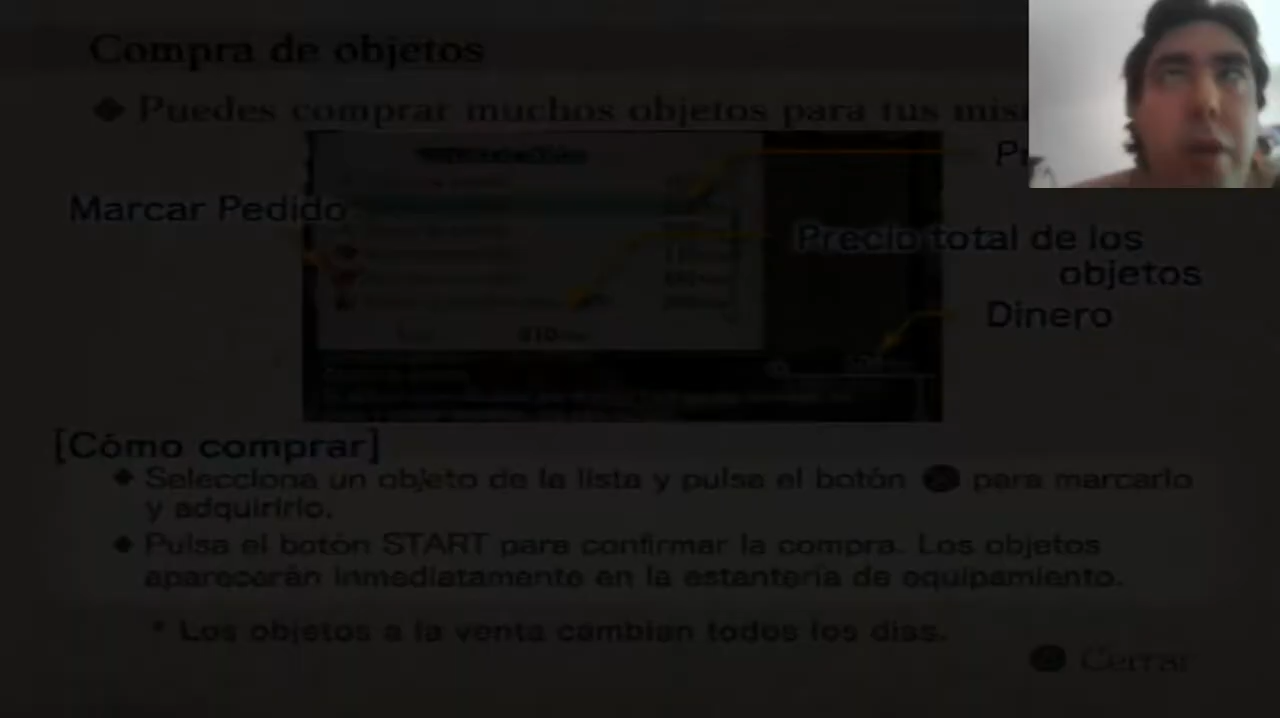 Compra de objetos
◆ Puedes comprar muchos objetos para tus
Marcar Pedido
Precio total de los
objetos
Dinero
[Cómo comprar]
◆ Selecciona un objeto de la lista y pulsa el botón para marcarlo
y adquirirlo.
◆ Pulsa el botón START para confirmar la compra. Los objetos
aparecerán inmediatamente en la estantería de equipamiento.
* Los objetos a la venta cambian todos los días.
Cerrar